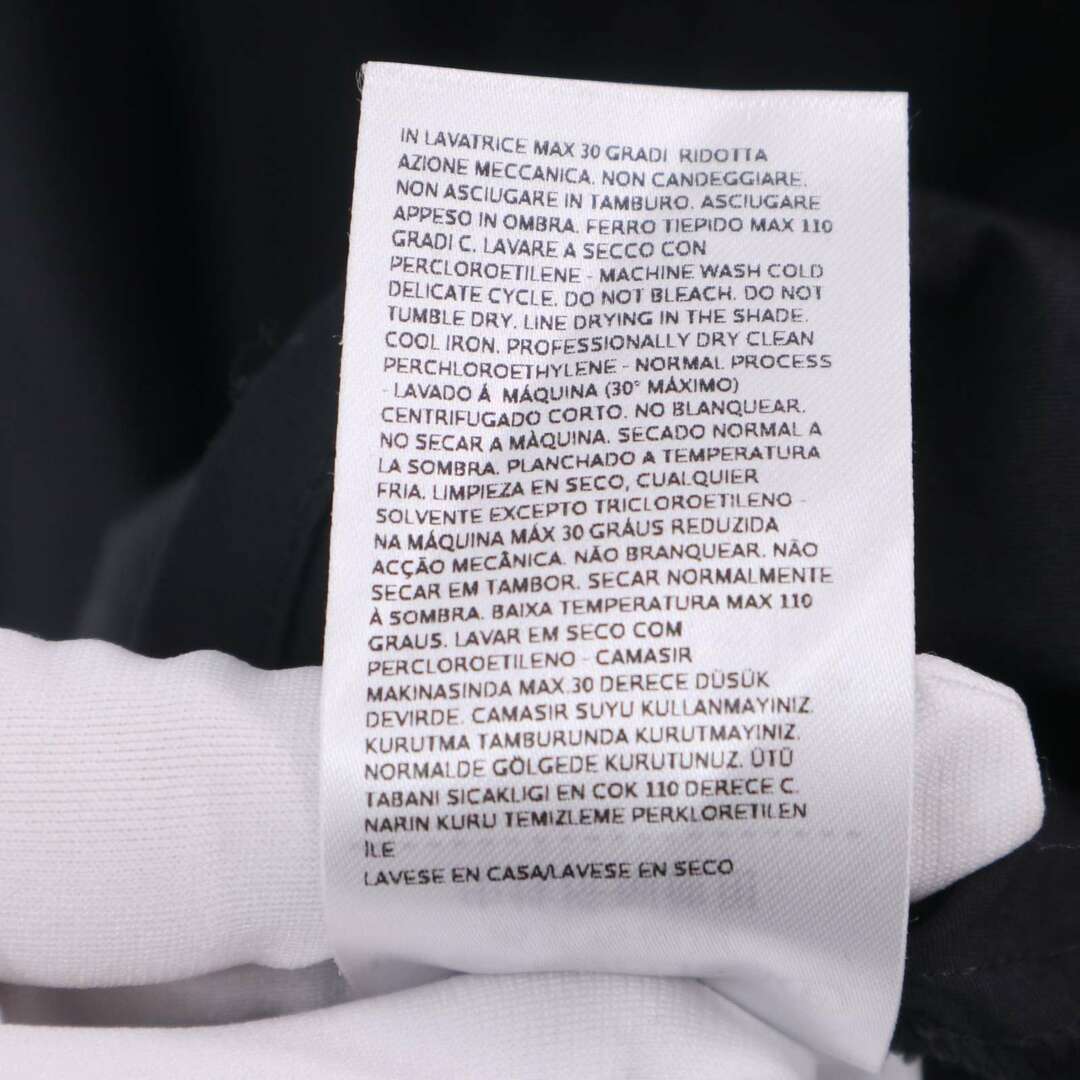 IN LAVATRICE MAX 30 GRADI RIDOTTA
AZIONE MECCANICA. NON CANDEGGIARE.
NON ASCIUGARE IN TAMBURO. ASCIUGARE
APPESO IN OMBRA. FERRO TIEPIDO MAX 110
GRADI C. LAVARE A SECCO CON
PERCLOROETILENE - MACHINE WASH COLD
DELICATE CYCLE. DO NOT BLEACH. DO NOT
TUMBLE DRY. LINE DRYING IN THE SHADE.
COOL IRON. PROFESSIONALLY DRY CLEAN
PERCHLOROETHYLENE - NORMAL PROCESS
- LAVADO Á MÁQUINA (30° MÁXIMO)
CENTRIFUGADO CORTO. NO BLANQUEAR.
NO SECAR A MÀQUINA. SECADO NORMAL A
LA SOMBRA. PLANCHADO A TEMPERATURA
FRIA. LIMPIEZA EN SECO, CUALQUIER
SOLVENTE EXCEPTO TRICLOROETILENO -
NA MÁQUINA MÁX 30 GRÁUS REDUZIDA
ACÇÃO MECÂNICA. NÃO BRANQUEAR. NÃO
SECAR EM TAMBOR. SECAR NORMALMENTE
À SOMBRA. BAIXA TEMPERATURA MAX 110
GRAUS. LAVAR EM SECO COM
PERCLOROETILENO - CAMASIR
MAKINASINDA MAX.30 DERECE DÜSÜK
DEVIRDE. CAMASIR SUYU KULLANMAYINIZ.
KURUTMA TAMBURUNDA KURUTMAYINIZ.
NORMALDE GÖLGEDE KURUTUNUZ. ÜTÜ
TABANI SICAKLIGI EN COK 110 DERECE C.
NARIN KURU TEMIZLEME PERKLORETILEN
İLE
LAVESE EN CASA/LAVESE EN SECO